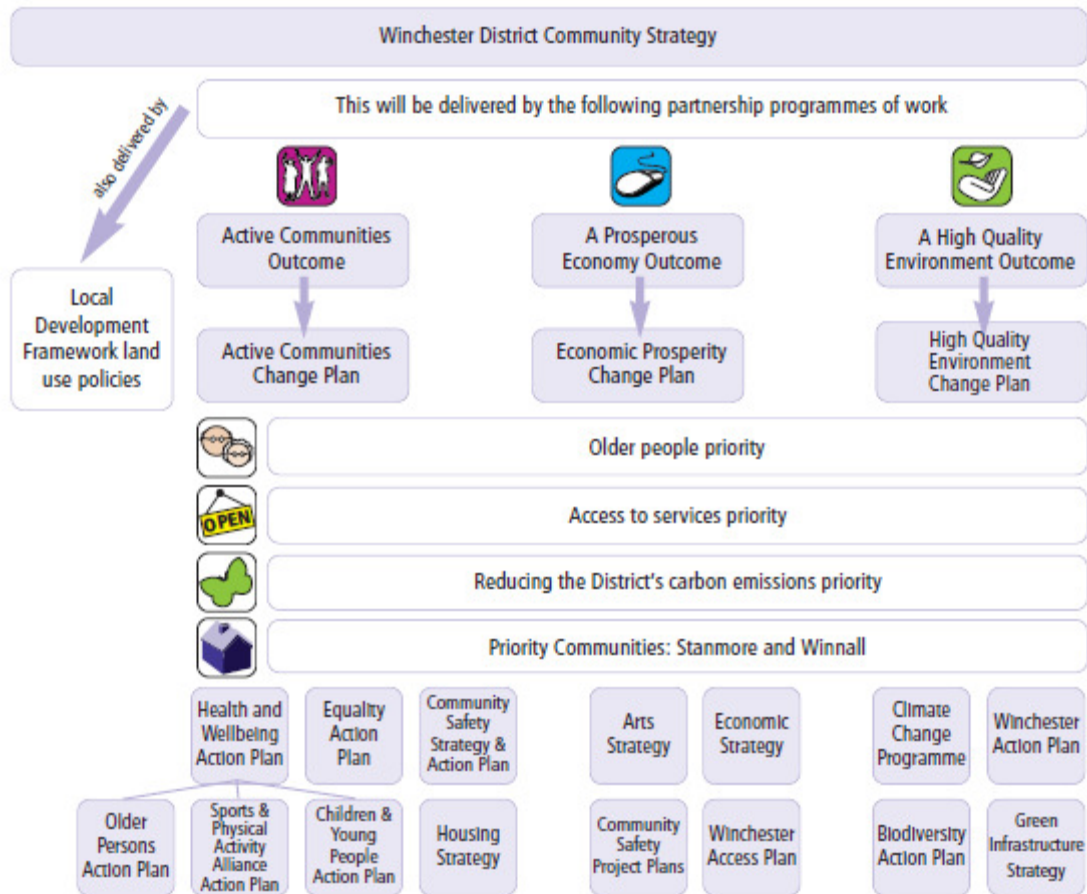 Winchester District Community Strategy
This will be delivered by the following partnership programmes of work
also delivered by
Active Communities
Outcome
A Prosperous
Economy Outcome
A High Quality
Environment Outcome
Local
Development
Framework land
use policies
Active Communities
Change Plan
Economic Prosperity
Change Plan
High Quality
Environment
Change Plan
Older people priority
OPEN
Access to services priority
Reducing the District's carbon emissions priority
Priority Communities: Stanmore and Winnall
Health and
Wellbeing
Action Plan
Equality
Action
Plan
Community
Safety
Strategy &
Action Plan
Arts
Strategy
Economic
Strategy
Climate
Change
Programme
Winchester
Action Plan
Older
Persons
Action Plan
Sports &
Physical
Activity
Alliance
Action Plan
Children &
Young
People
Action Plan
Housing
Strategy
Community
Safety
Project Plans
Winchester
Access Plan
Biodiversity
Action Plan
Green
Infrastructure
Strategy